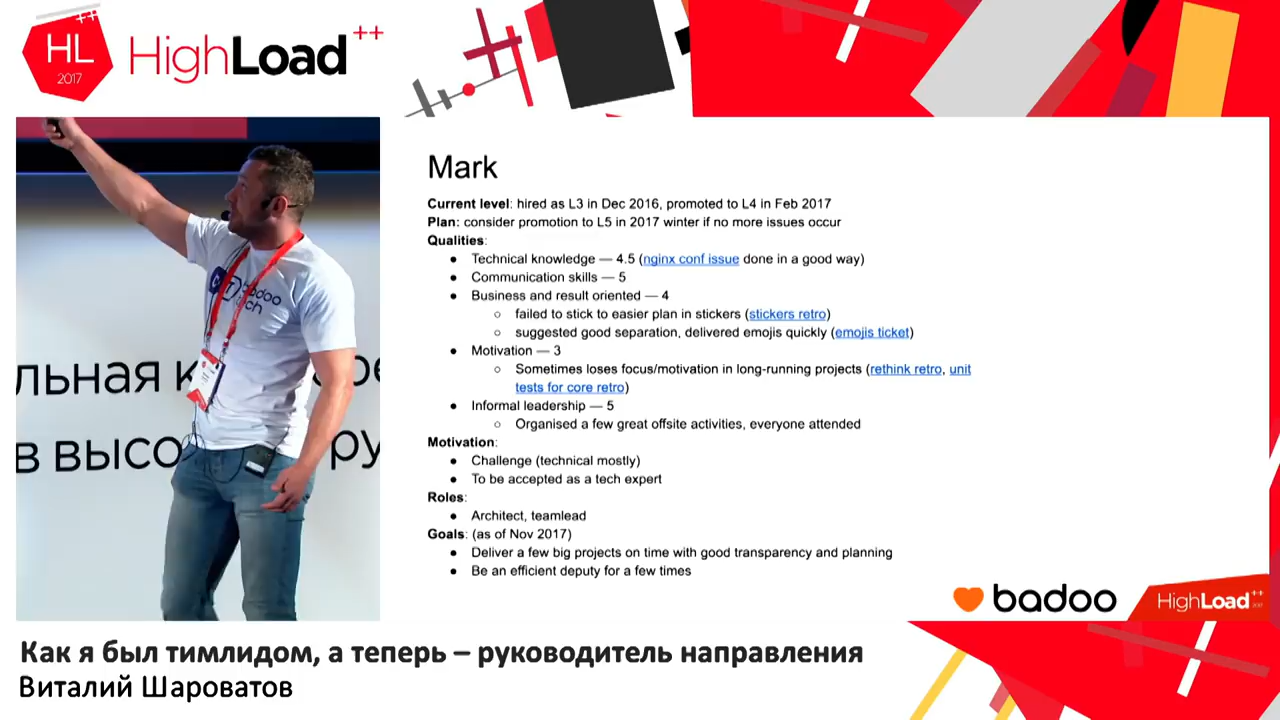 HL
2017
++
HighLoad++
badoo
tech
льная к
в высо
ру
Mark
Current level: hired as L3 in Dec 2016, promoted to L4 in Feb 2017
Plan: consider promotion to L5 in 2017 winter if no more issues occur
Qualities:
● Technical knowledge — 4.5 (nginx conf issue done in a good way)
● Communication skills — 5
● Business and result oriented — 4
○ failed to stick to easier plan in stickers (stickers retro)
○ suggested good separation, delivered emojis quickly (emojis ticket)
● Motivation — 3
○ Sometimes loses focus/motivation in long-running projects (rethink retro, unit
tests for core retro)
● Informal leadership — 5
○ Organised a few great offsite activities, everyone attended
Motivation:
● Challenge (technical mostly)
● To be accepted as a tech expert
Roles:
● Architect, teamlead
Goals: (as of Nov 2017)
● Deliver a few big projects on time with good transparency and planning
● Be an efficient deputy for a few times
badoo
HighLoad++
Как я был тимлидом, а теперь – руководитель направления
Виталий Шароватов